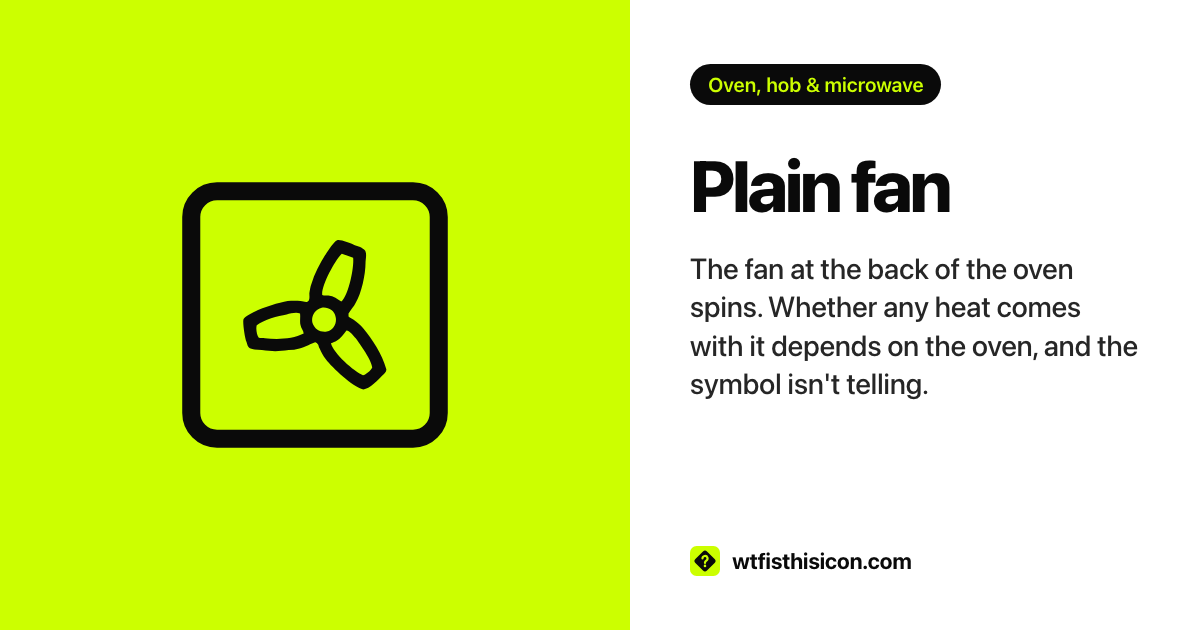 Oven, hob & microwave
Plain fan
The fan at the back of the oven
spins. Whether any heat comes
with it depends on the oven, and the
symbol isn't telling.
?
wtfisthisicon.com